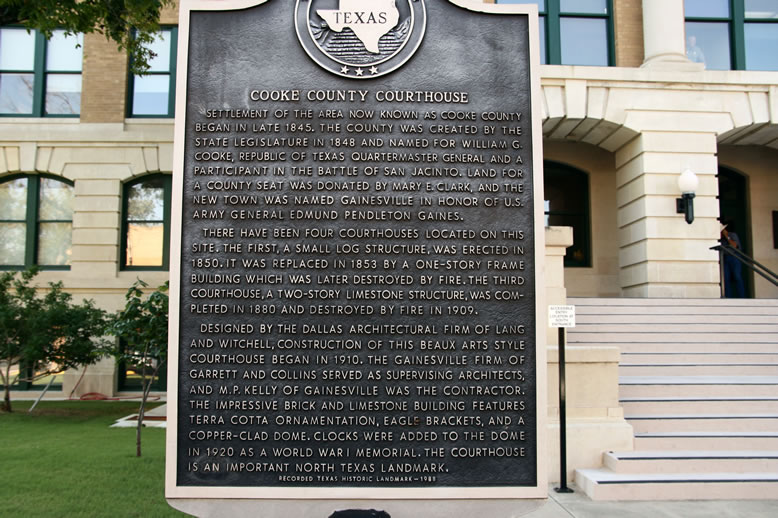 TEXAS
COOKE COUNTY COURTHOUSE
SETTLEMENT OF THE AREA NOW KNOWN AS COOKE COUNTY
BEGAN IN LATE 1845. THE COUNTY WAS CREATED BY THE
STATE LEGISLATURE IN 1848 AND NAMED FOR WILLIAM G.
COOKE, REPUBLIC OF TEXAS QUARTERMASTER GENERAL AND A
PARTICIPANT IN THE BATTLE OF SAN JACINTO. LAND FOR
A COUNTY SEAT WAS DONATED BY MARY E. CLARK, AND THE
NEW TOWN WAS NAMED GAINESVILLE IN HONOR OF U.S.
ARMY GENERAL EDMUND PENDLETON GAINES.
THERE HAVE BEEN FOUR COURTHOUSES LOCATED ON THIS
SITE. THE FIRST, A SMALL LOG STRUCTURE, WAS ERECTED IN
1850. IT WAS REPLACED IN 1853 BY A ONE-STORY FRAME
BUILDING WHICH WAS LATER DESTROYED BY FIRE. THE THIRD
COURTHOUSE, A TWO-STORY LIMESTONE STRUCTURE, WAS COM-
PLETED IN 1880 AND DESTROYED BY FIRE IN 1909.
DESIGNED BY THE DALLAS ARCHITECTURAL FIRM OF LANG
AND WITCHELL, CONSTRUCTION OF THIS BEAUX ARTS STYLE
COURTHOUSE BEGAN IN 1910. THE GAINESVILLE FIRM OF
GARRETT AND COLLINS SERVED AS SUPERVISING ARCHITECTS,
AND M.P. KELLY OF GAINESVILLE WAS THE CONTRACTOR.
THE IMPRESSIVE BRICK AND LIMESTONE BUILDING FEATURES
TERRA COTTA ORNAMENTATION, EAGLE BRACKETS, AND A
COPPER-CLAD DOME. CLOCKS WERE ADDED TO THE DOME
IN 1920 AS A WORLD WAR I MEMORIAL. THE COURTHOUSE
IS AN IMPORTANT NORTH TEXAS LANDMARK.
RECORDED TEXAS HISTORIC LANDMARK - 1988
ACCESSIBLE
ENTRY
LOCATION AT
SOUTH
ENTRANCE